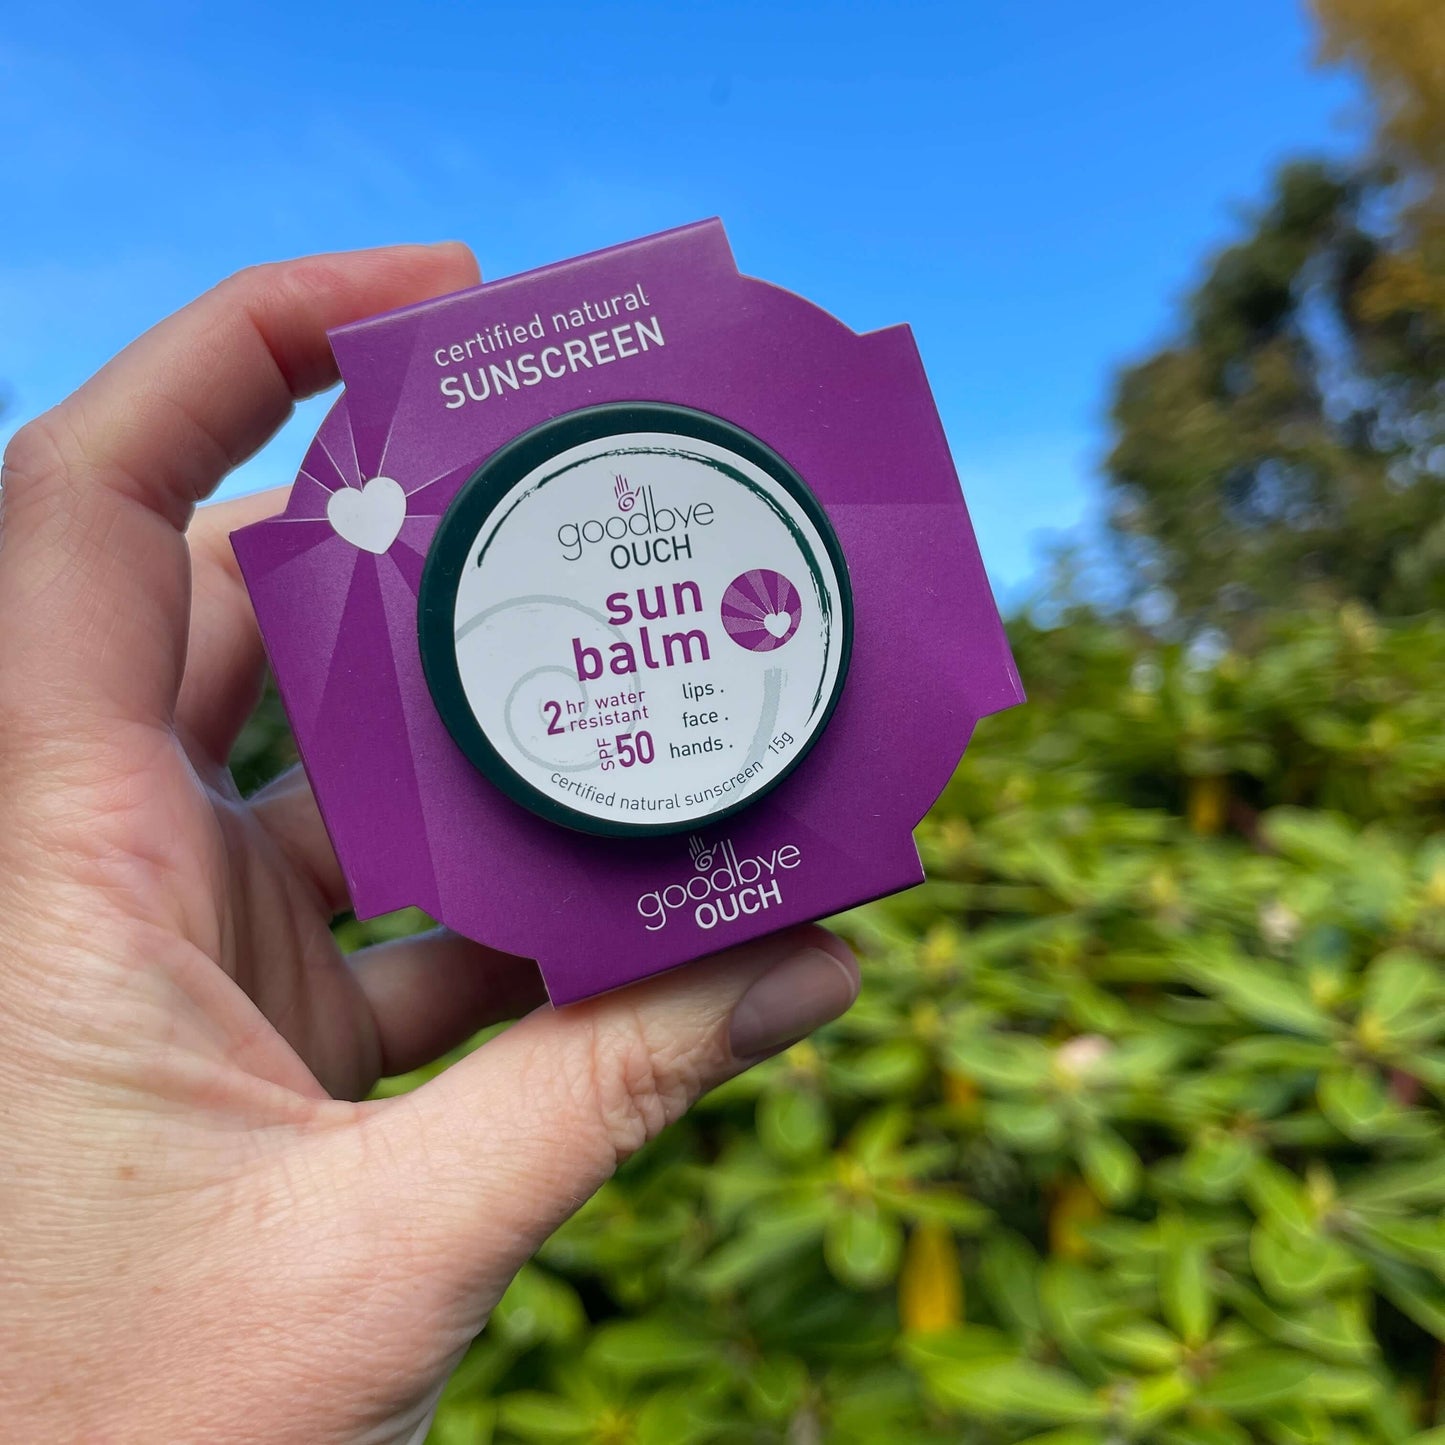 certified natural
SUNSCREEN
goodbye
OUCH
sun
balm
2 hr water
resistant
SPF 50
lips .
face .
hands .
certified natural sunscreen 15g
goodbye
OUCH